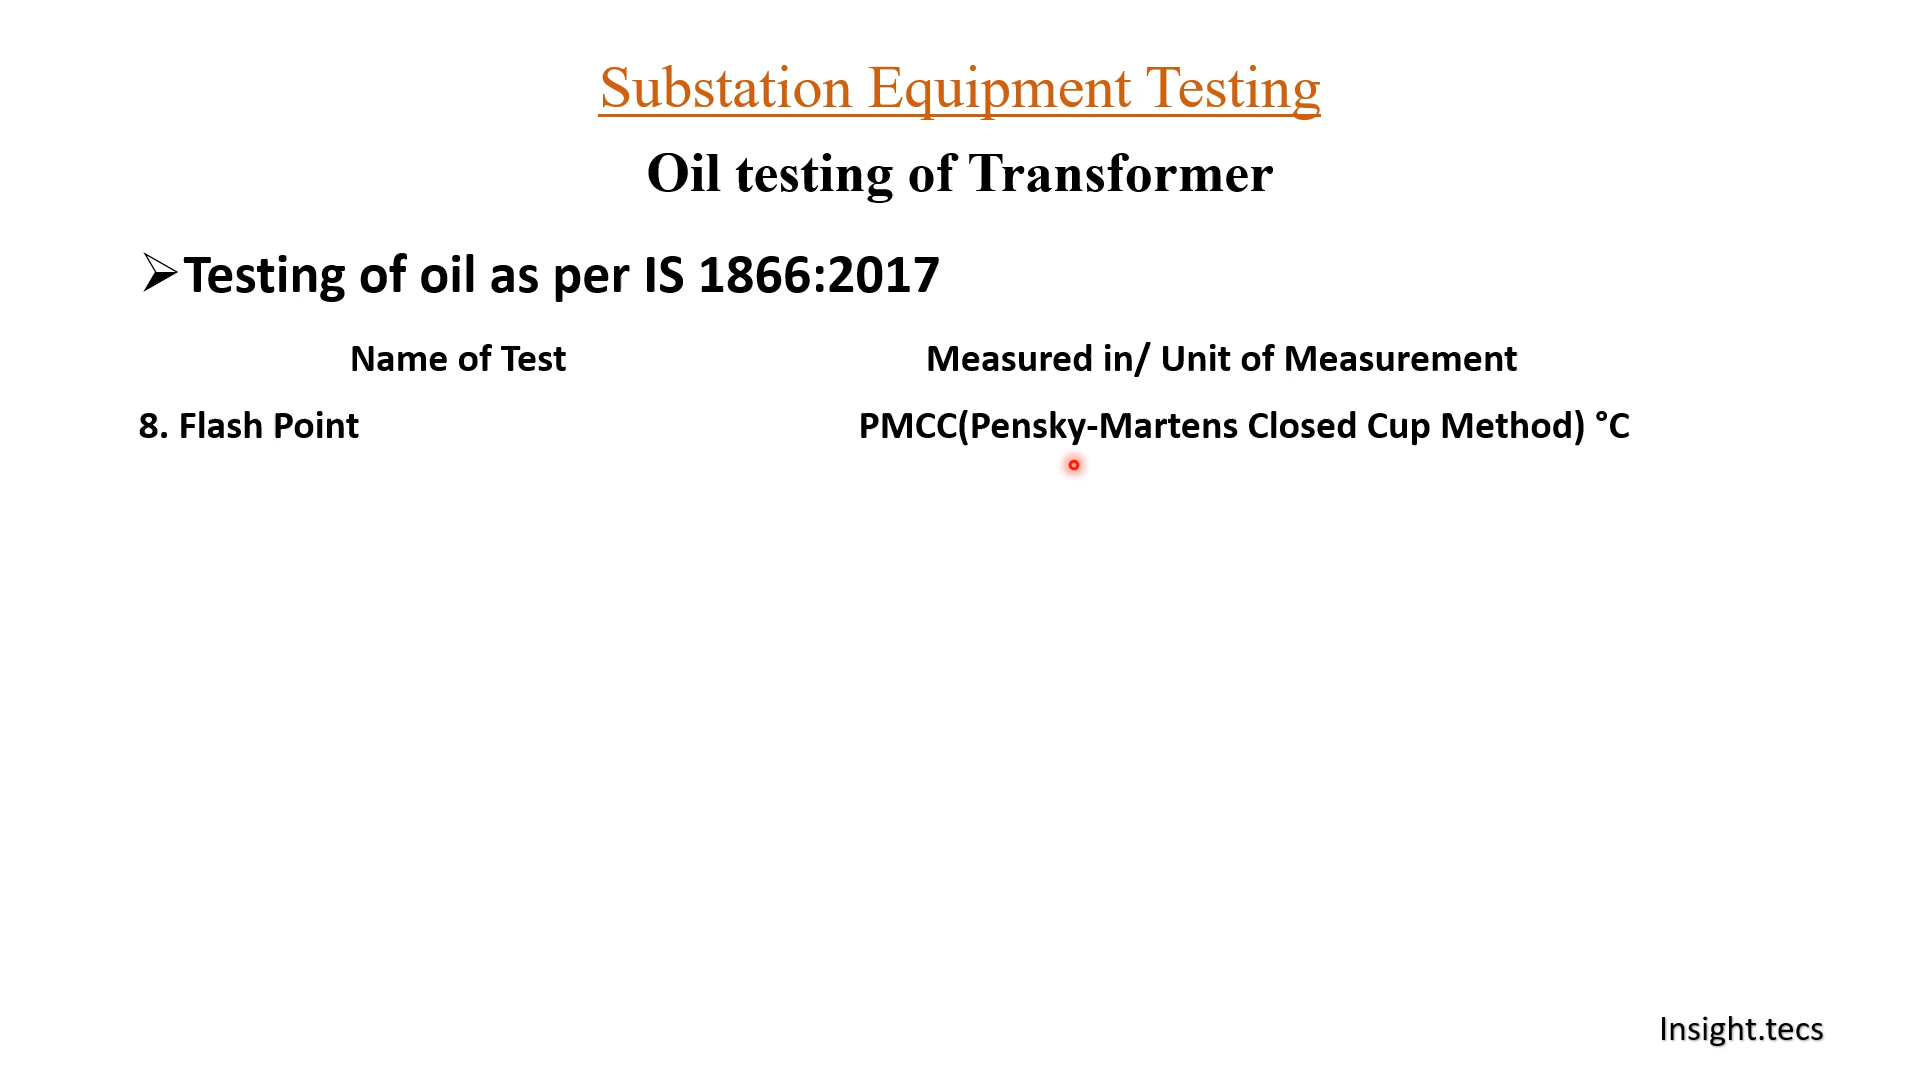 Substation Equipment Testing
Oil testing of Transformer
➢Testing of oil as per IS 1866:2017
Name of Test Measured in/ Unit of Measurement
8. Flash Point PMCC(Pensky-Martens Closed Cup Method) °C
Insight.tecs